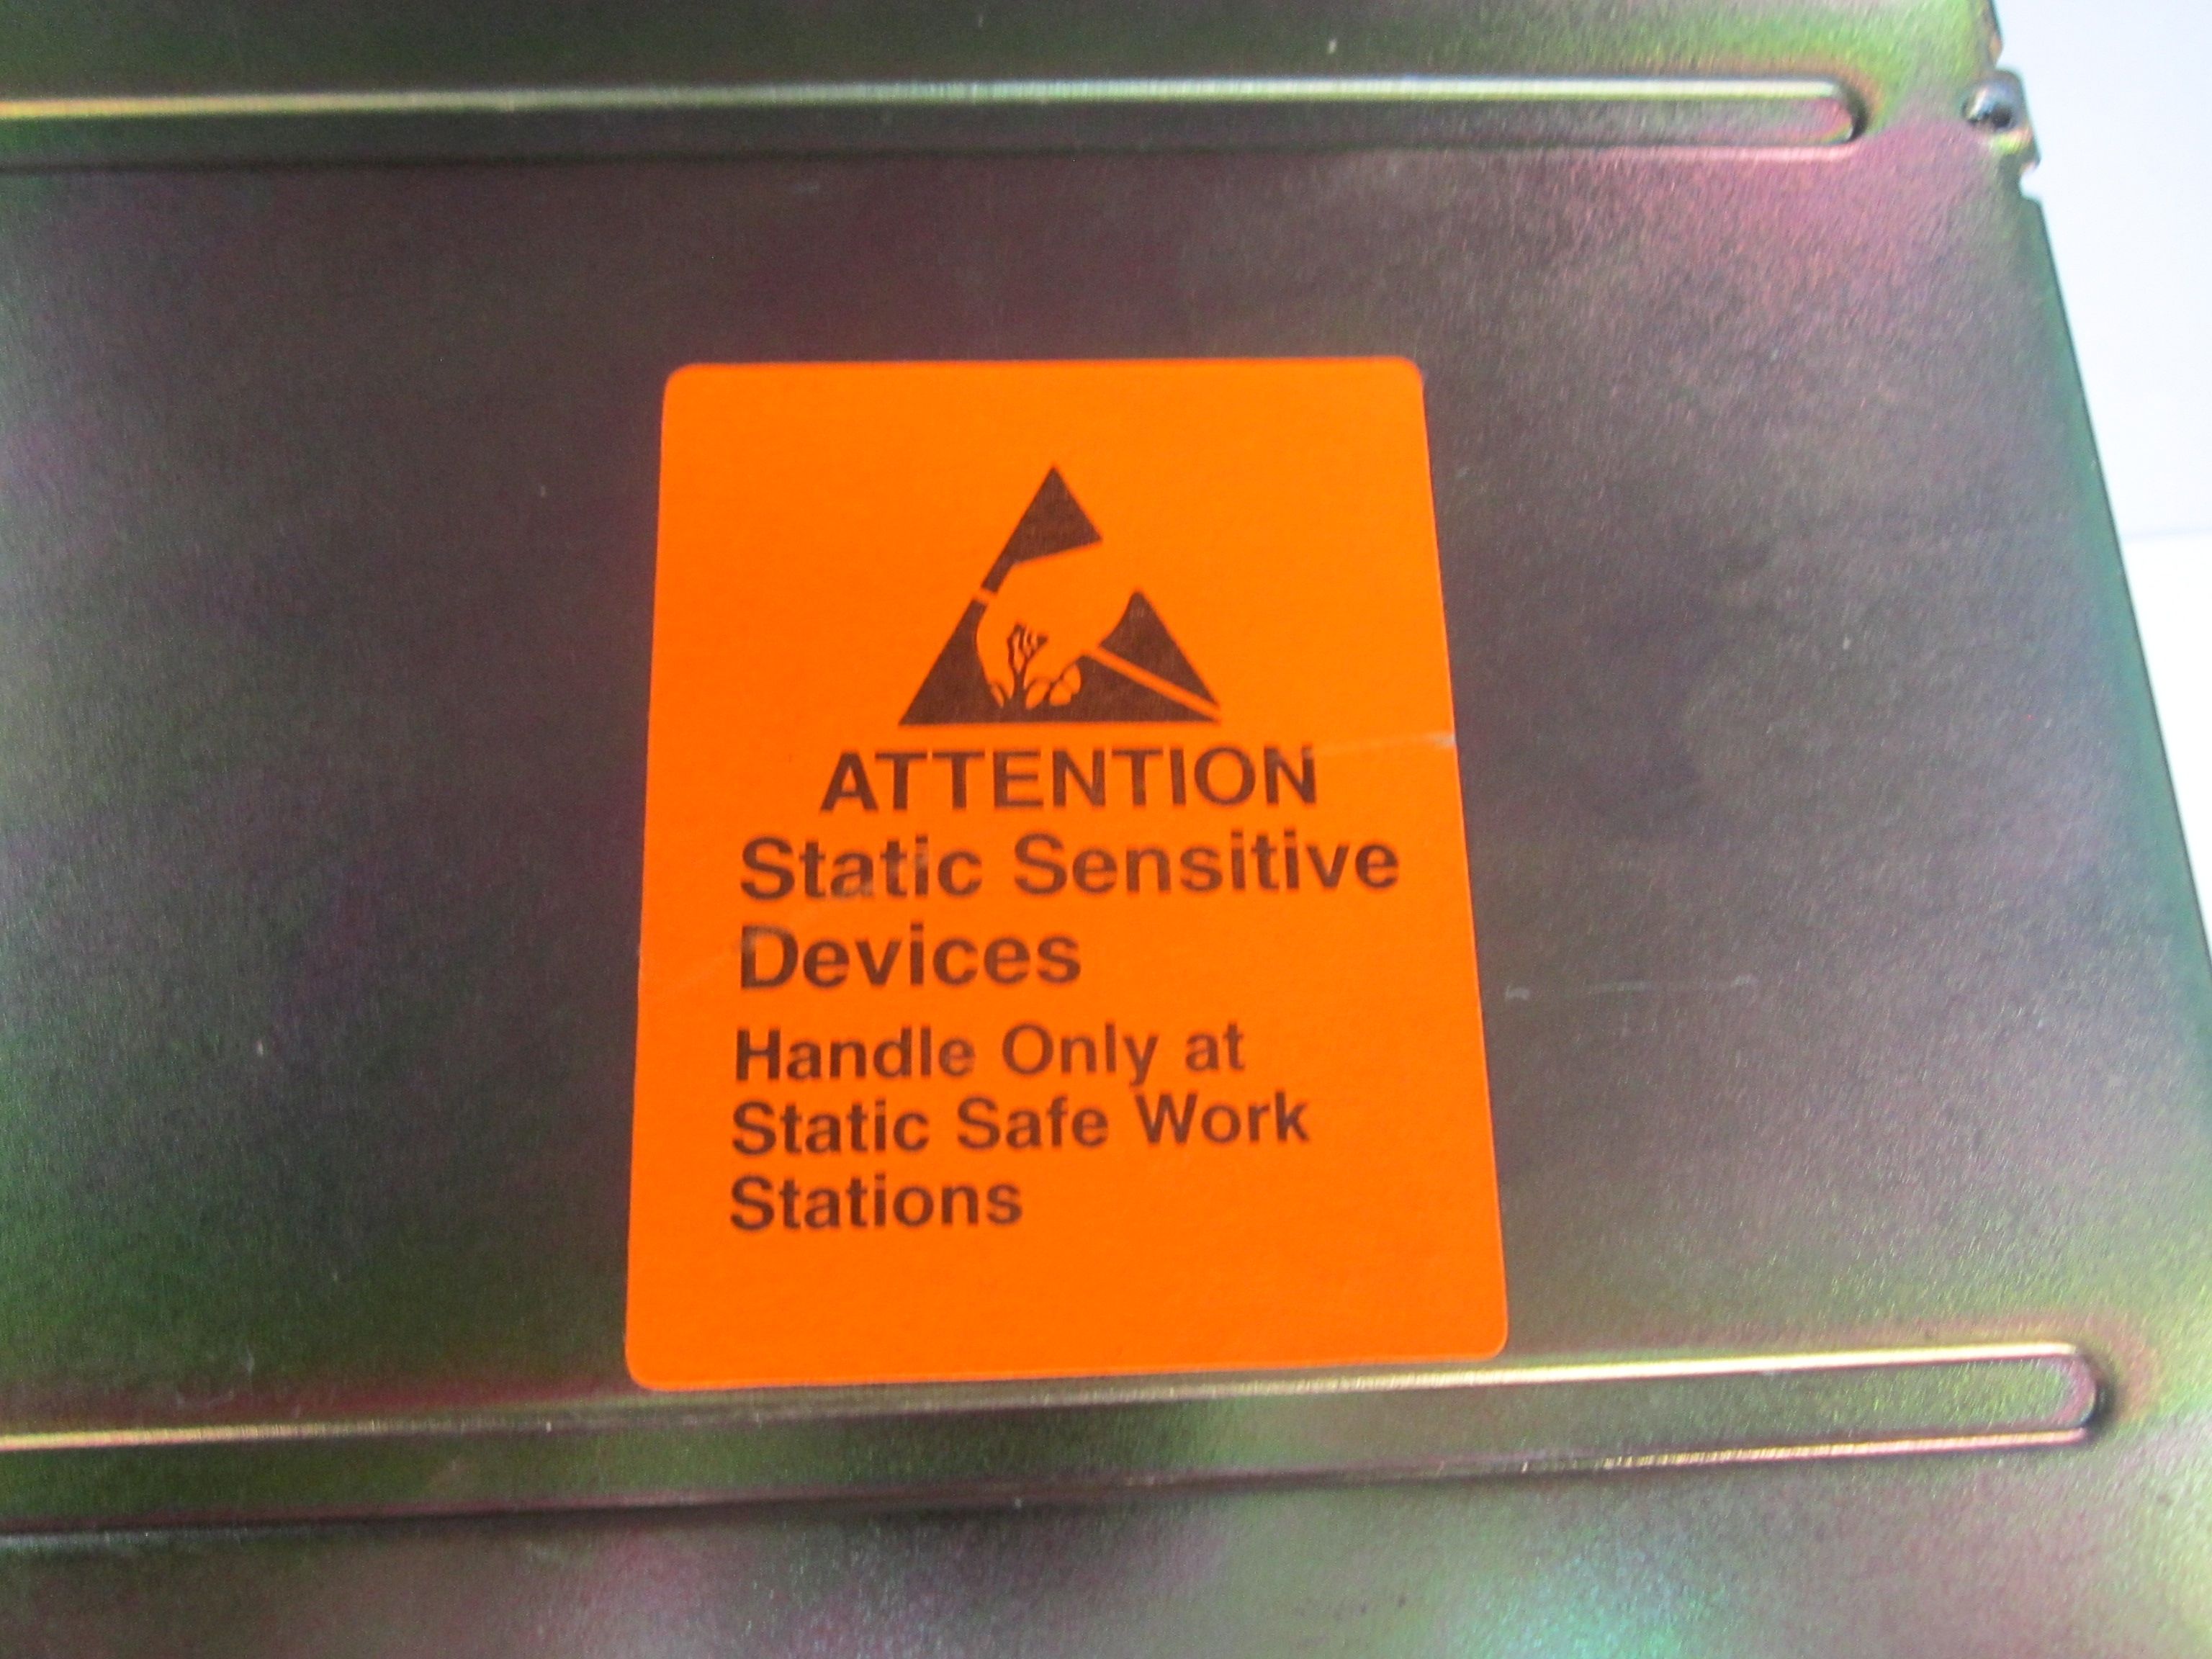 ATTENTION
Static Sensitive
Devices
Handle Only at
Static Safe Work
Stations